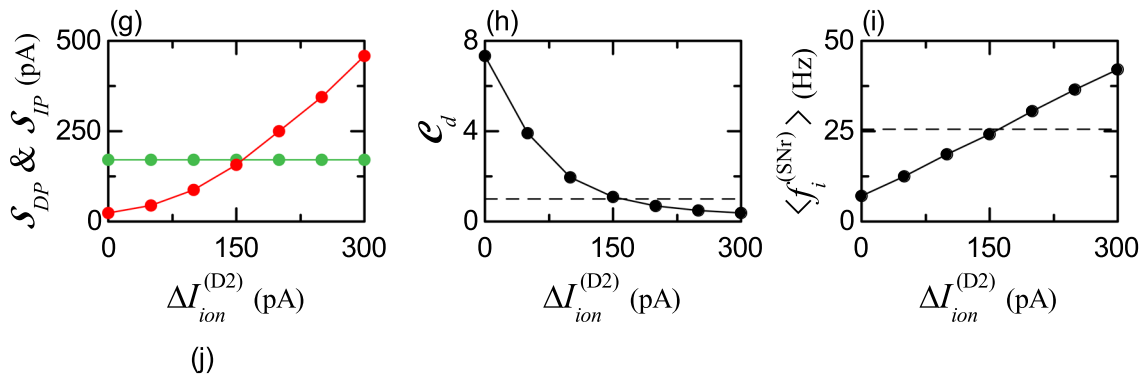 (g)
500
250
0
0
150
300
𝒮_DP & 𝒮_IP (pA)
ΔI_ion^(D2) (pA)
(h)
8
4
0
0
150
300
𝒞_d
ΔI_ion^(D2) (pA)
(i)
50
25
0
0
150
300
<f_i^(SNr)> (Hz)
ΔI_ion^(D2) (pA)
(j)